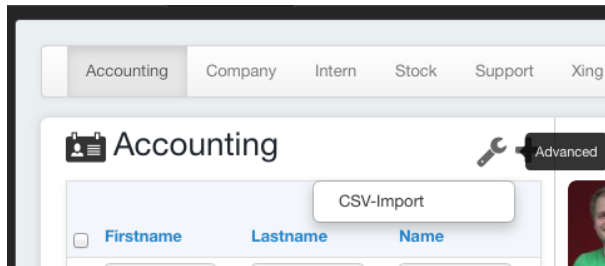 Accounting Company Intern Stock Support Xing
Accounting
Advanced
CSV-Import
Firstname Lastname Name